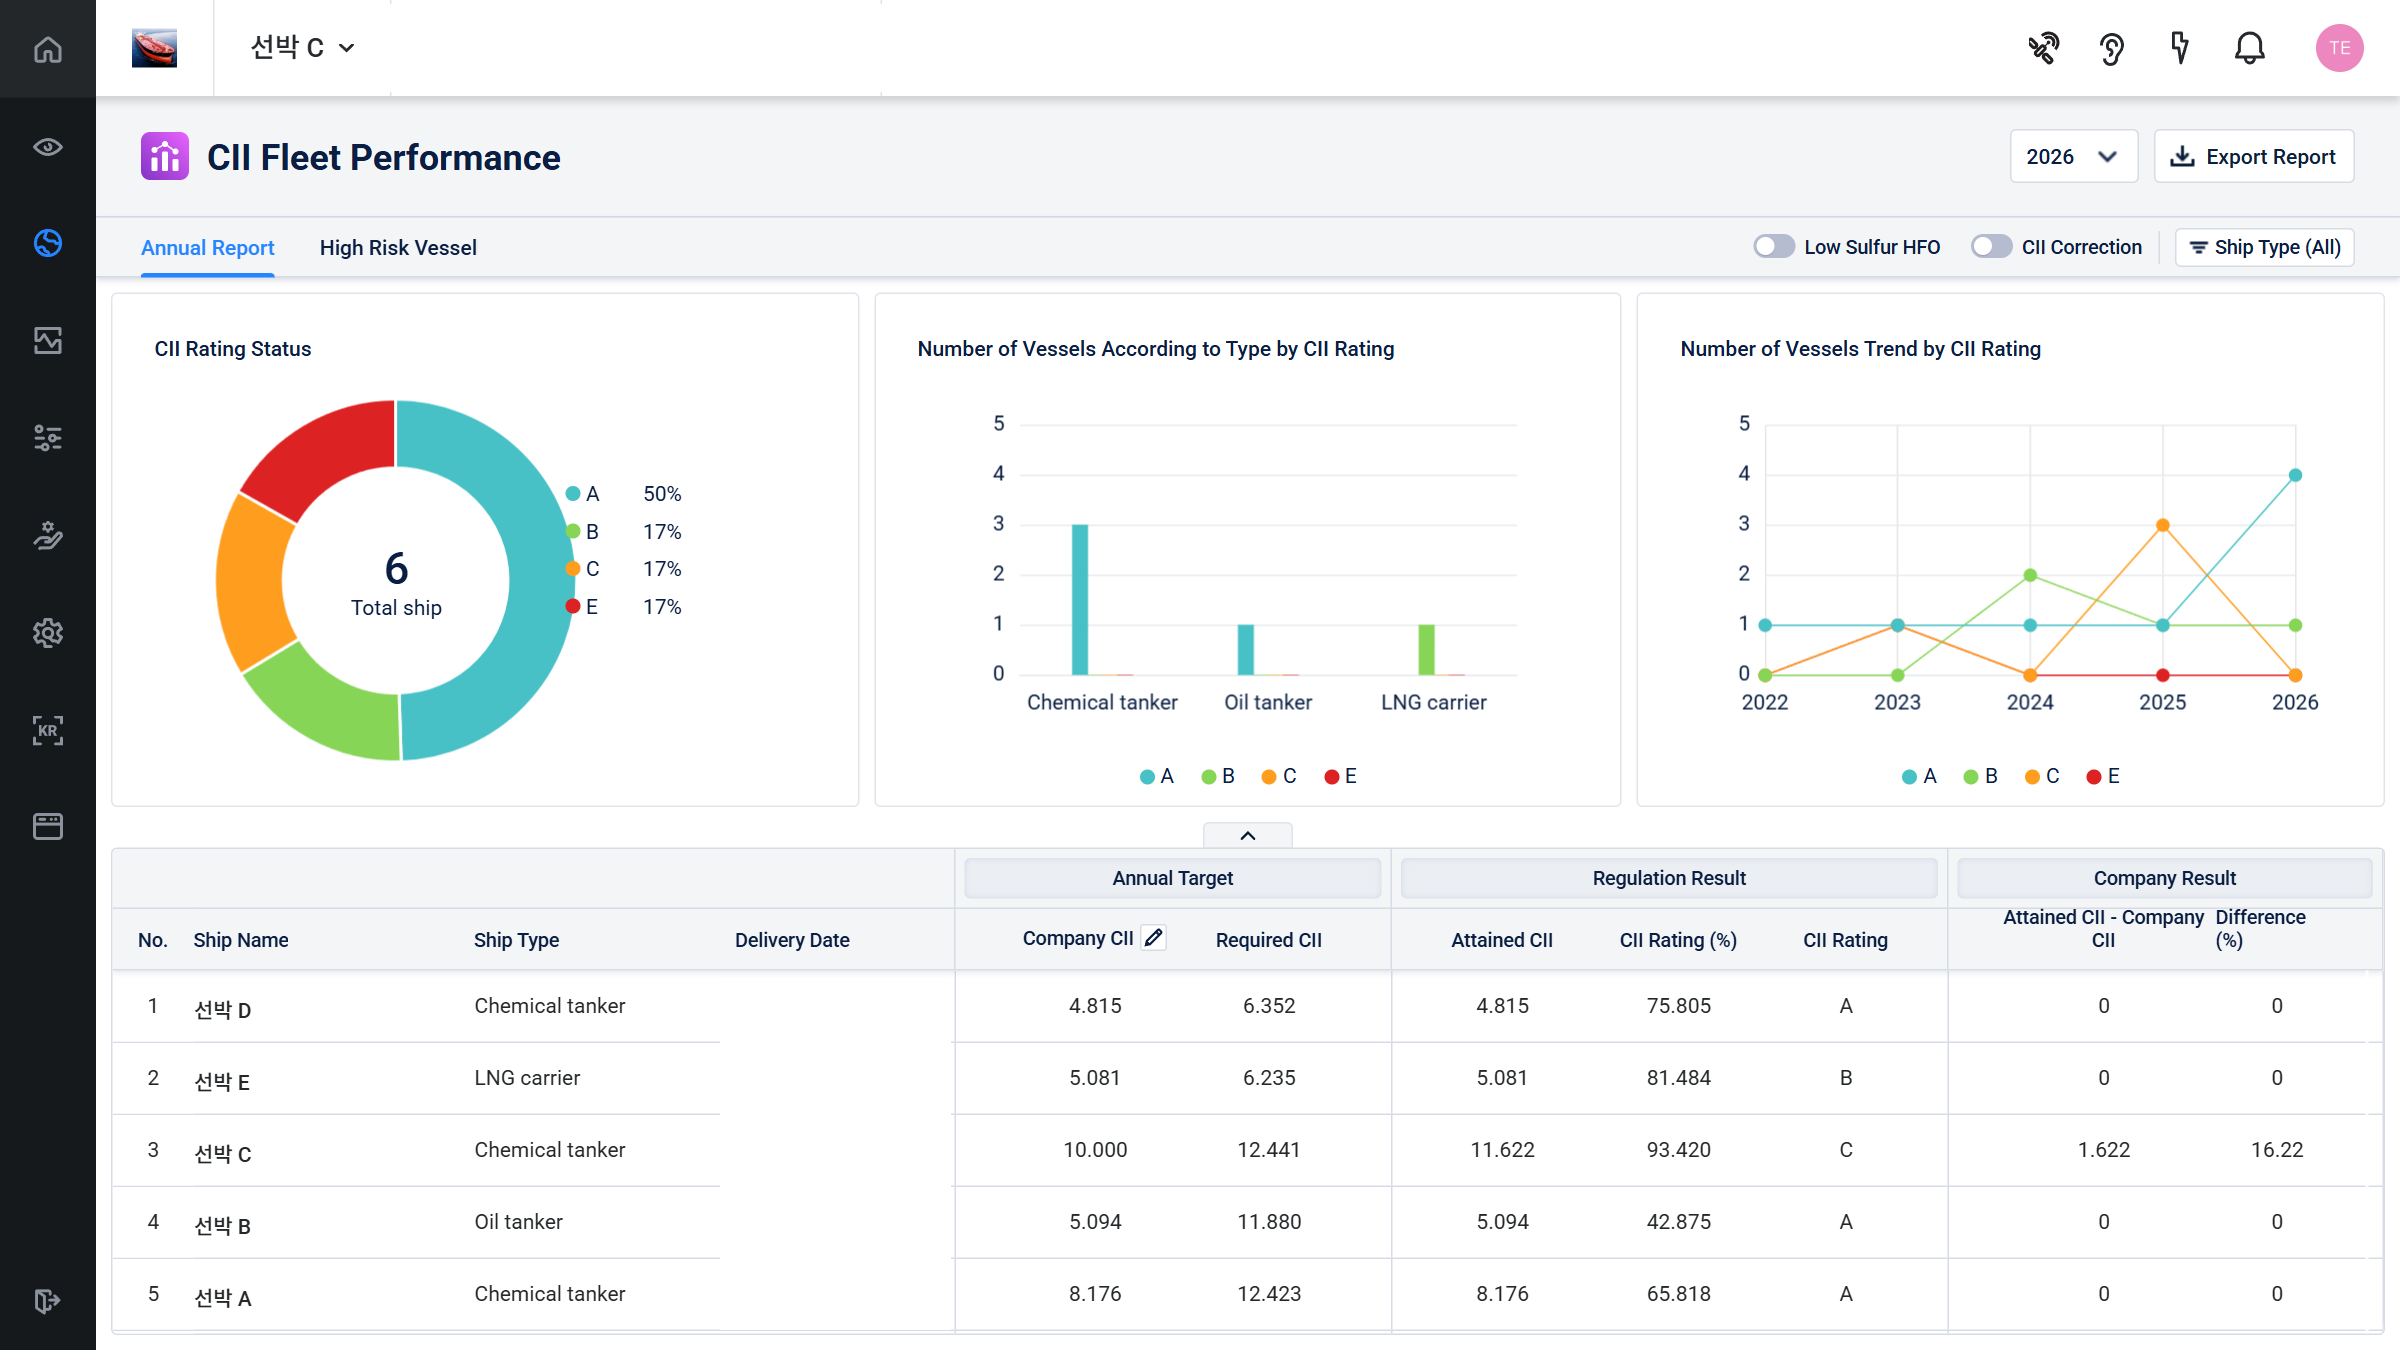 선박 C
TE
CII Fleet Performance
2026
Export Report
Annual Report
High Risk Vessel
Low Sulfur HFO
CII Correction
Ship Type (All)
KR
CII Rating Status
6
Total ship
A 50%
B 17%
C 17%
E 17%
Number of Vessels According to Type by CII Rating
5
4
3
2
1
0
Chemical tanker Oil tanker LNG carrier
A B C E
Number of Vessels Trend by CII Rating
5
4
3
2
1
0
2022 2023 2024 2025 2026
A B C E
Annual Target Regulation Result Company Result
No. Ship Name Ship Type Delivery Date Company CII Required CII Attained CII CII Rating (%) CII Rating Attained CII - Company CII Difference (%)
1 선박 D Chemical tanker 4.815 6.352 4.815 75.805 A 0 0
2 선박 E LNG carrier 5.081 6.235 5.081 81.484 B 0 0
3 선박 C Chemical tanker 10.000 12.441 11.622 93.420 C 1.622 16.22
4 선박 B Oil tanker 5.094 11.880 5.094 42.875 A 0 0
5 선박 A Chemical tanker 8.176 12.423 8.176 65.818 A 0 0